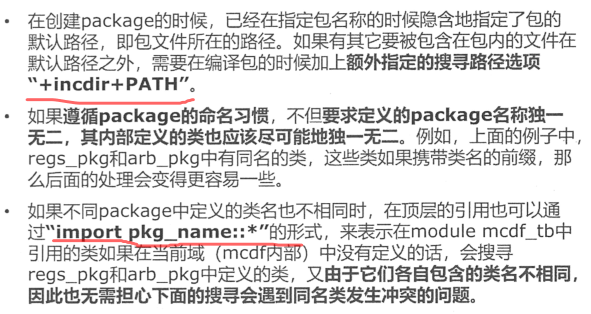 • 在创建package的时候，已经在指定包名称的时候隐含地指定了包的
默认路径，即包文件所在的路径。如果有其它要被包含在包内的文件在
默认路径之外，需要在编译包的时候加上额外指定的搜寻路径选项
“+incdir+PATH”。
• 如果遵循package的命名习惯，不但要求定义的package名称独一
无二，其内部定义的类也应该尽可能地独一无二。例如，上面的例子中，
regs_pkg和arb_pkg中有同名的类，这些类如果携带类名的前缀，那
么后面的处理会变得更容易一些。
• 如果不同package中定义的类名也不相同时，在顶层的引用也可以通
过“import pkg_name::*”的形式，来表示在module mcdf_tb中
引用的类如果在当前域（mcdf内部）中没有定义的话，会搜寻
regs_pkg和arb_pkg中定义的类，又由于它们各自包含的类名不相同，
因此也无需担心下面的搜寻会遇到同名类发生冲突的问题。